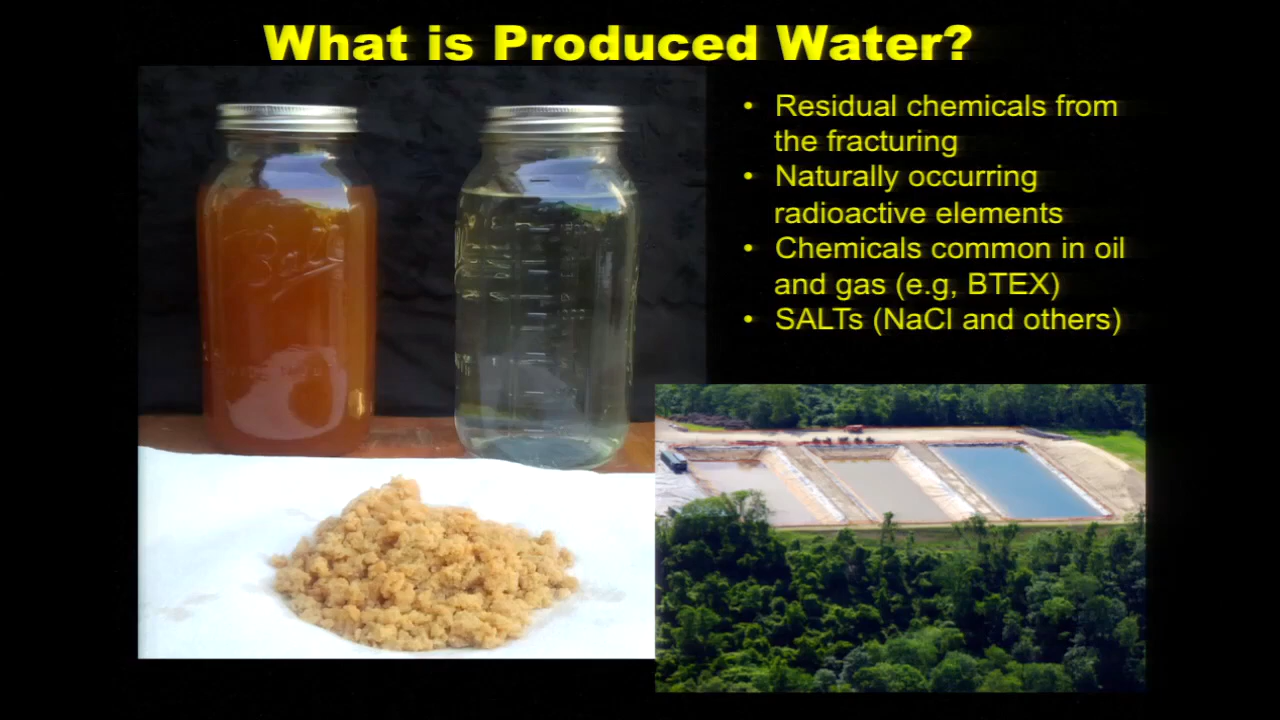 What is Produced Water?
• Residual chemicals from
the fracturing
• Naturally occurring
radioactive elements
• Chemicals common in oil
and gas (e.g, BTEX)
• SALTs (NaCl and others)
Ball